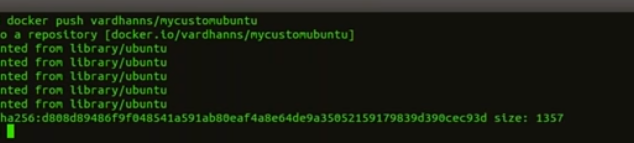 docker push vardhanns/mycustomubuntu
o a repository [docker.io/vardhanns/mycustomubuntu]
nted from library/ubuntu
nted from library/ubuntu
nted from library/ubuntu
nted from library/ubuntu
nted from library/ubuntu
ha256:d808d89486f9f048541a591ab80eaf4a8e64de9a35052159179839d390cec93d size: 1357